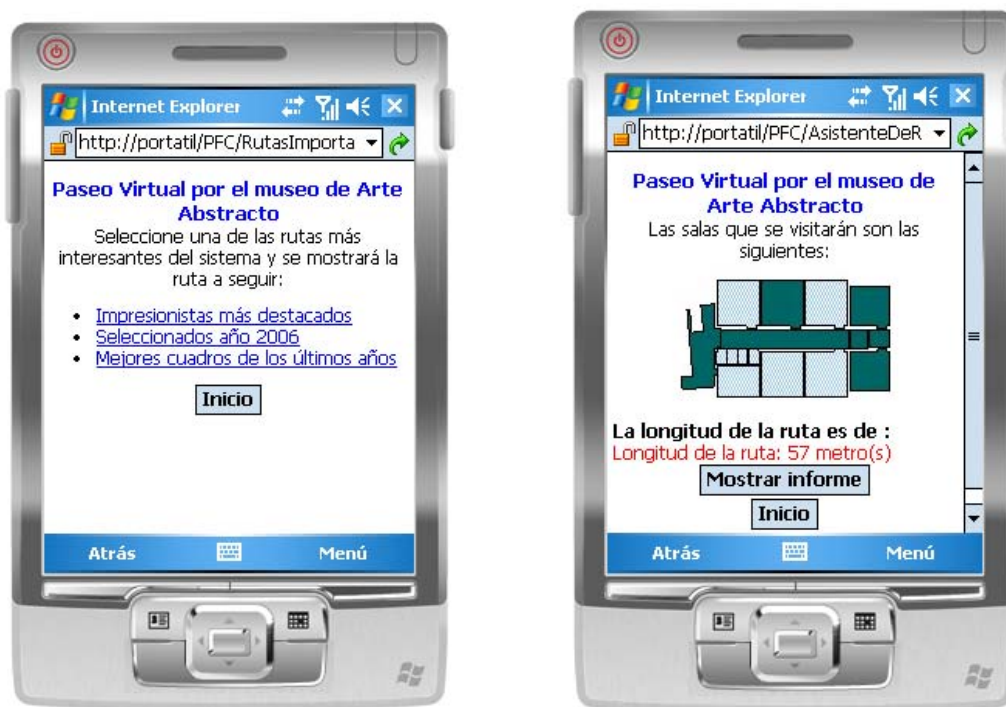 Internet Explorer
http://portatil/PFC/RutasImporta
Paseo Virtual por el museo de Arte
Abstracto
Seleccione una de las rutas más
interesantes del sistema y se mostrará la
ruta a seguir:
• Impresionistas más destacados
• Seleccionados año 2006
• Mejores cuadros de los últimos años
Inicio
Atrás Menú
Internet Explorer
http://portatil/PFC/AsistenteDeR
Paseo Virtual por el museo de
Arte Abstracto
Las salas que se visitarán son las
siguientes:
La longitud de la ruta es de :
Longitud de la ruta: 57 metro(s)
Mostrar informe
Inicio
Atrás Menú